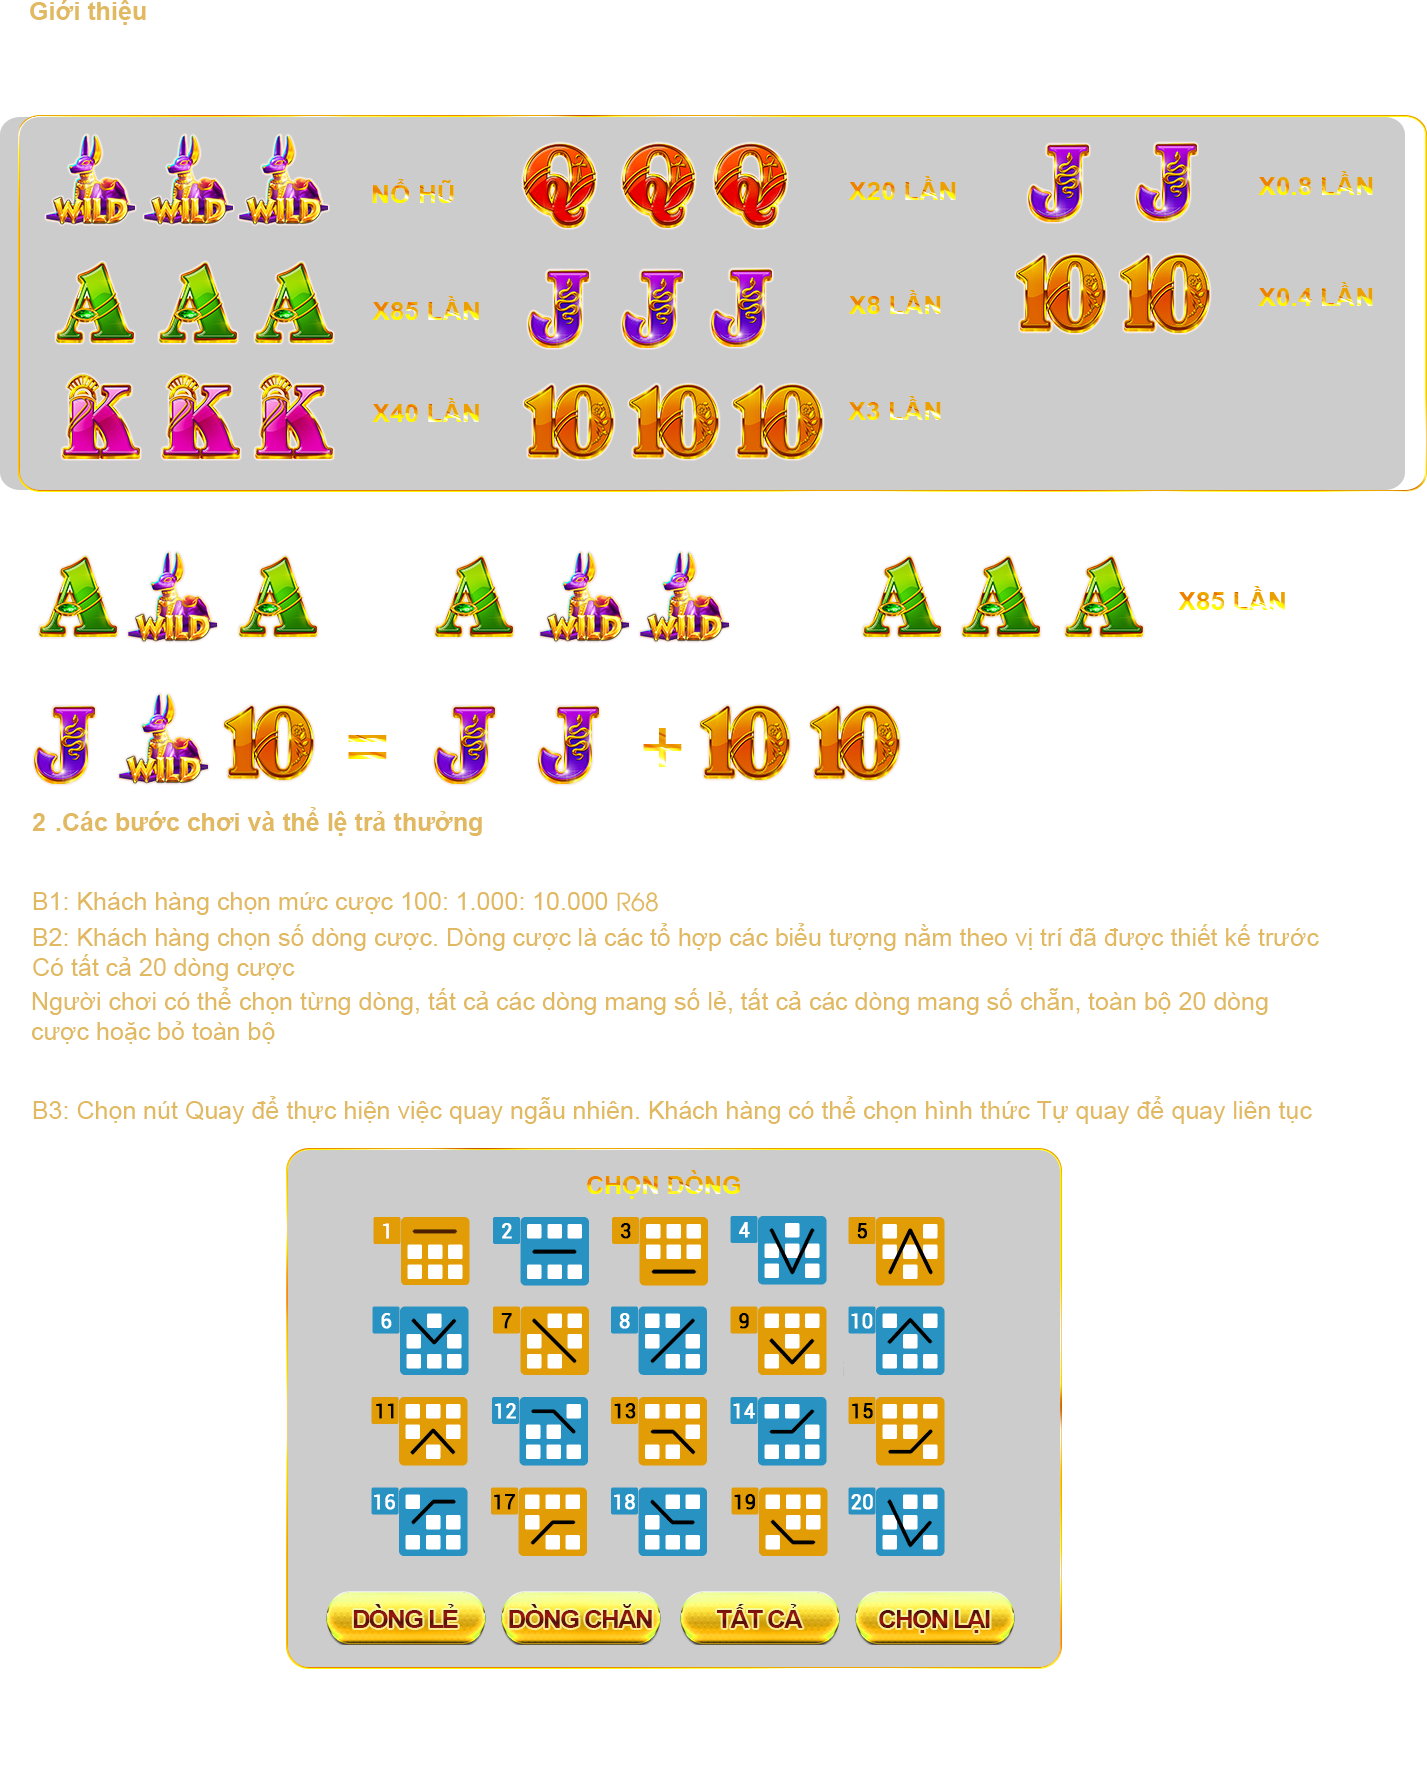 Giới thiệu
WILD WILD WILD NỔ HŨ Q Q Q X20 LẦN J J X0.8 LẦN
A A A X85 LẦN J J J X8 LẦN 10 10 X0.4 LẦN
K K K X40 LẦN 10 10 10 X3 LẦN
A WILD A A WILD WILD A A A X85 LẦN
J WILD 10 = J J + 10 10
2 .Các bước chơi và thể lệ trả thưởng
B1: Khách hàng chọn mức cược 100: 1.000: 10.000 R68
B2: Khách hàng chọn số dòng cược. Dòng cược là các tổ hợp các biểu tượng nằm theo vị trí đã được thiết kế trước
Có tất cả 20 dòng cược
Người chơi có thể chọn từng dòng, tất cả các dòng mang số lẻ, tất cả các dòng mang số chẵn, toàn bộ 20 dòng
cược hoặc bỏ toàn bộ
B3: Chọn nút Quay để thực hiện việc quay ngẫu nhiên. Khách hàng có thể chọn hình thức Tự quay để quay liên tục
CHỌN DÒNG
1 2 3 4 5
6 7 8 9 10
11 12 13 14 15
16 17 18 19 20
DÒNG LẺ DÒNG CHẴN TẤT CẢ CHỌN LẠI